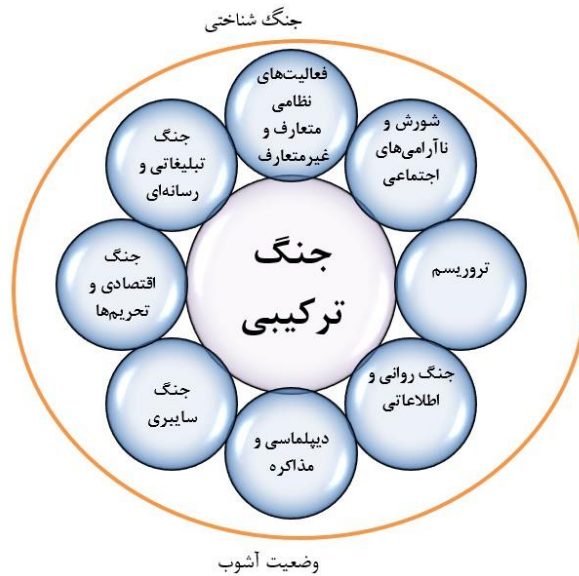 جنگ شناختی
فعالیت‌های
نظامی
متعارف و
غیرمتعارف
شورش و
ناآرامی‌های
اجتماعی
تروریسم
جنگ روانی و
اطلاعاتی
دیپلماسی و
مذاکره
جنگ
سایبری
جنگ
اقتصادی و
تحریم‌ها
جنگ
تبلیغاتی و
رسانه‌ای
جنگ
ترکیبی
وضعیت آشوب